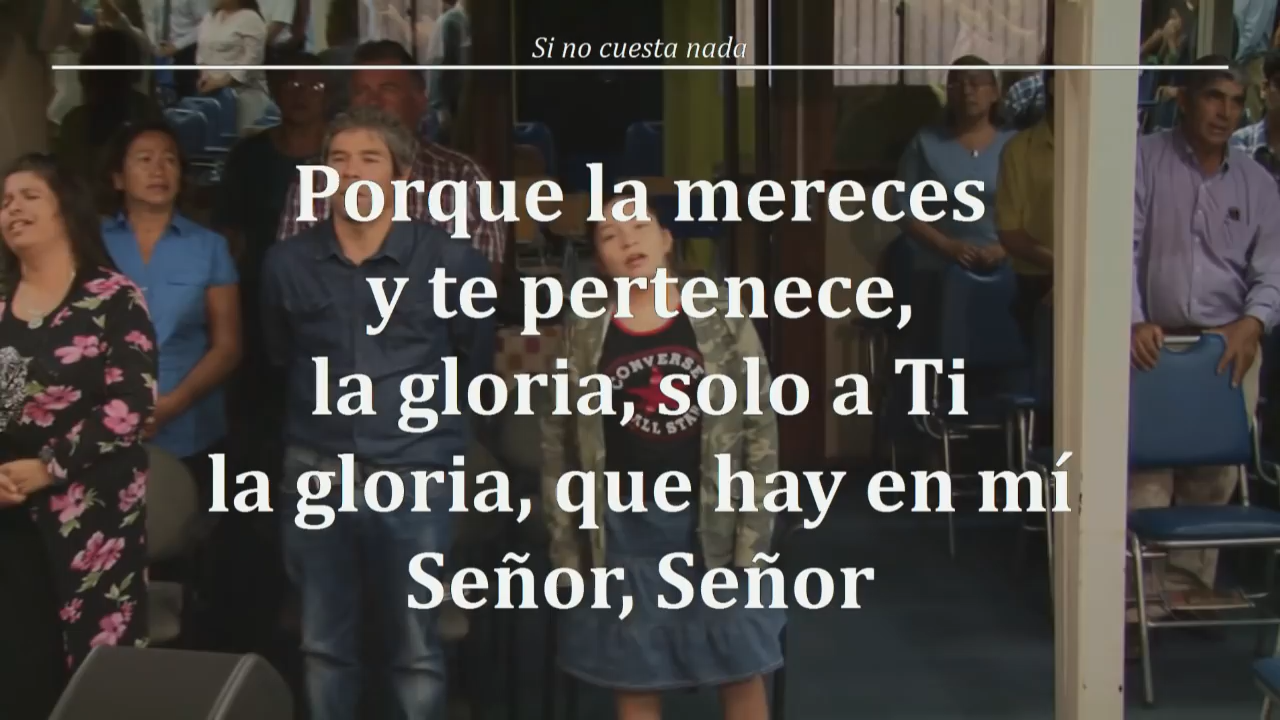 Si no cuesta nada
Porque la mereces
y te pertenece,
la gloria, solo a Ti
la gloria, que hay en mí
Señor, Señor
CONVERSE
ALL STAR